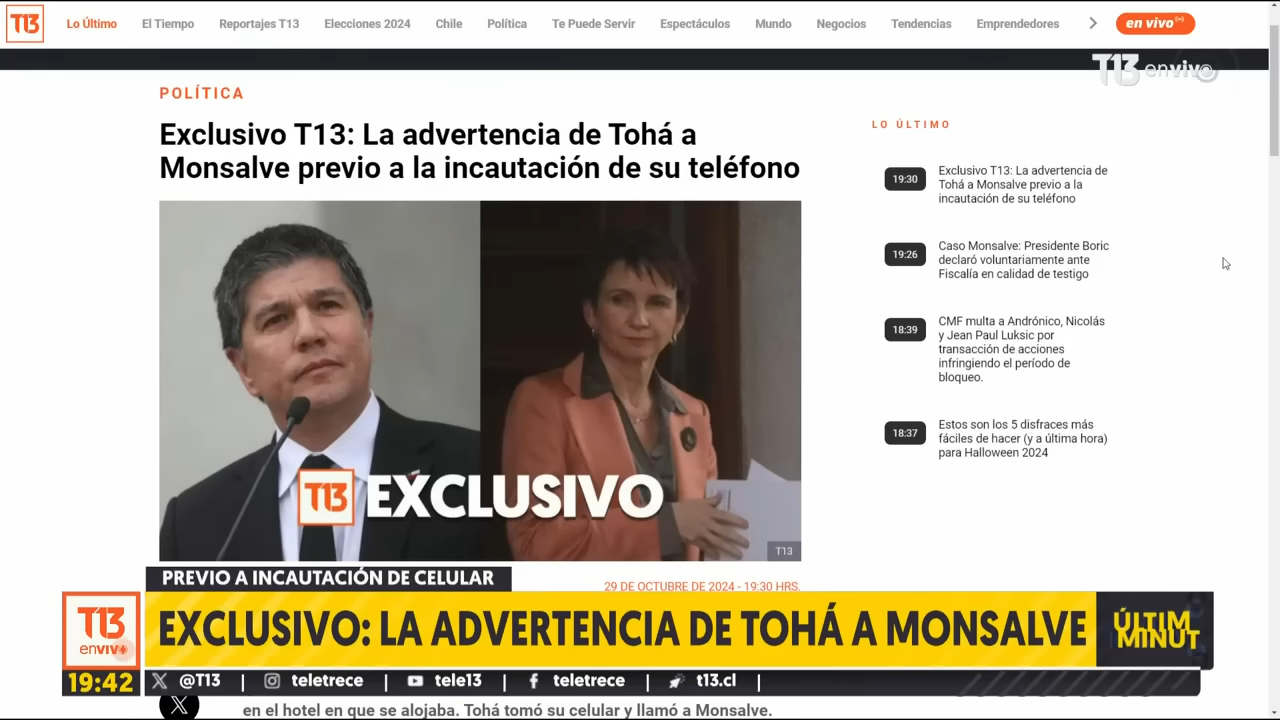 T13
Lo Último
El Tiempo
Reportajes T13
Elecciones 2024
Chile
Política
Te Puede Servir
Espectáculos
Mundo
Negocios
Tendencias
Emprendedores
en vivo
T13 en vivo
POLÍTICA
Exclusivo T13: La advertencia de Tohá a
Monsalve previo a la incautación de su teléfono
T13 EXCLUSIVO
T13
29 DE OCTUBRE DE 2024 - 19:30 HRS.
LO ÚLTIMO
19:30
Exclusivo T13: La advertencia de
Tohá a Monsalve previo a la
incautación de su teléfono
19:26
Caso Monsalve: Presidente Boric
declaró voluntariamente ante
Fiscalía en calidad de testigo
18:39
CMF multa a Andrónico, Nicolás
y Jean Paul Luksic por
transacción de acciones
infringiendo el período de
bloqueo.
18:37
Estos son los 5 disfraces más
fáciles de hacer (y a última hora)
para Halloween 2024
PREVIO A INCAUTACIÓN DE CELULAR
T13
en vivo
EXCLUSIVO: LA ADVERTENCIA DE TOHÁ A MONSALVE
ÚLTIM
MINUT
19:42
@T13 | teletrece | tele13 | teletrece | t13.cl |
en el hotel en que se alojaba. Tohá tomó su celular y llamó a Monsalve.